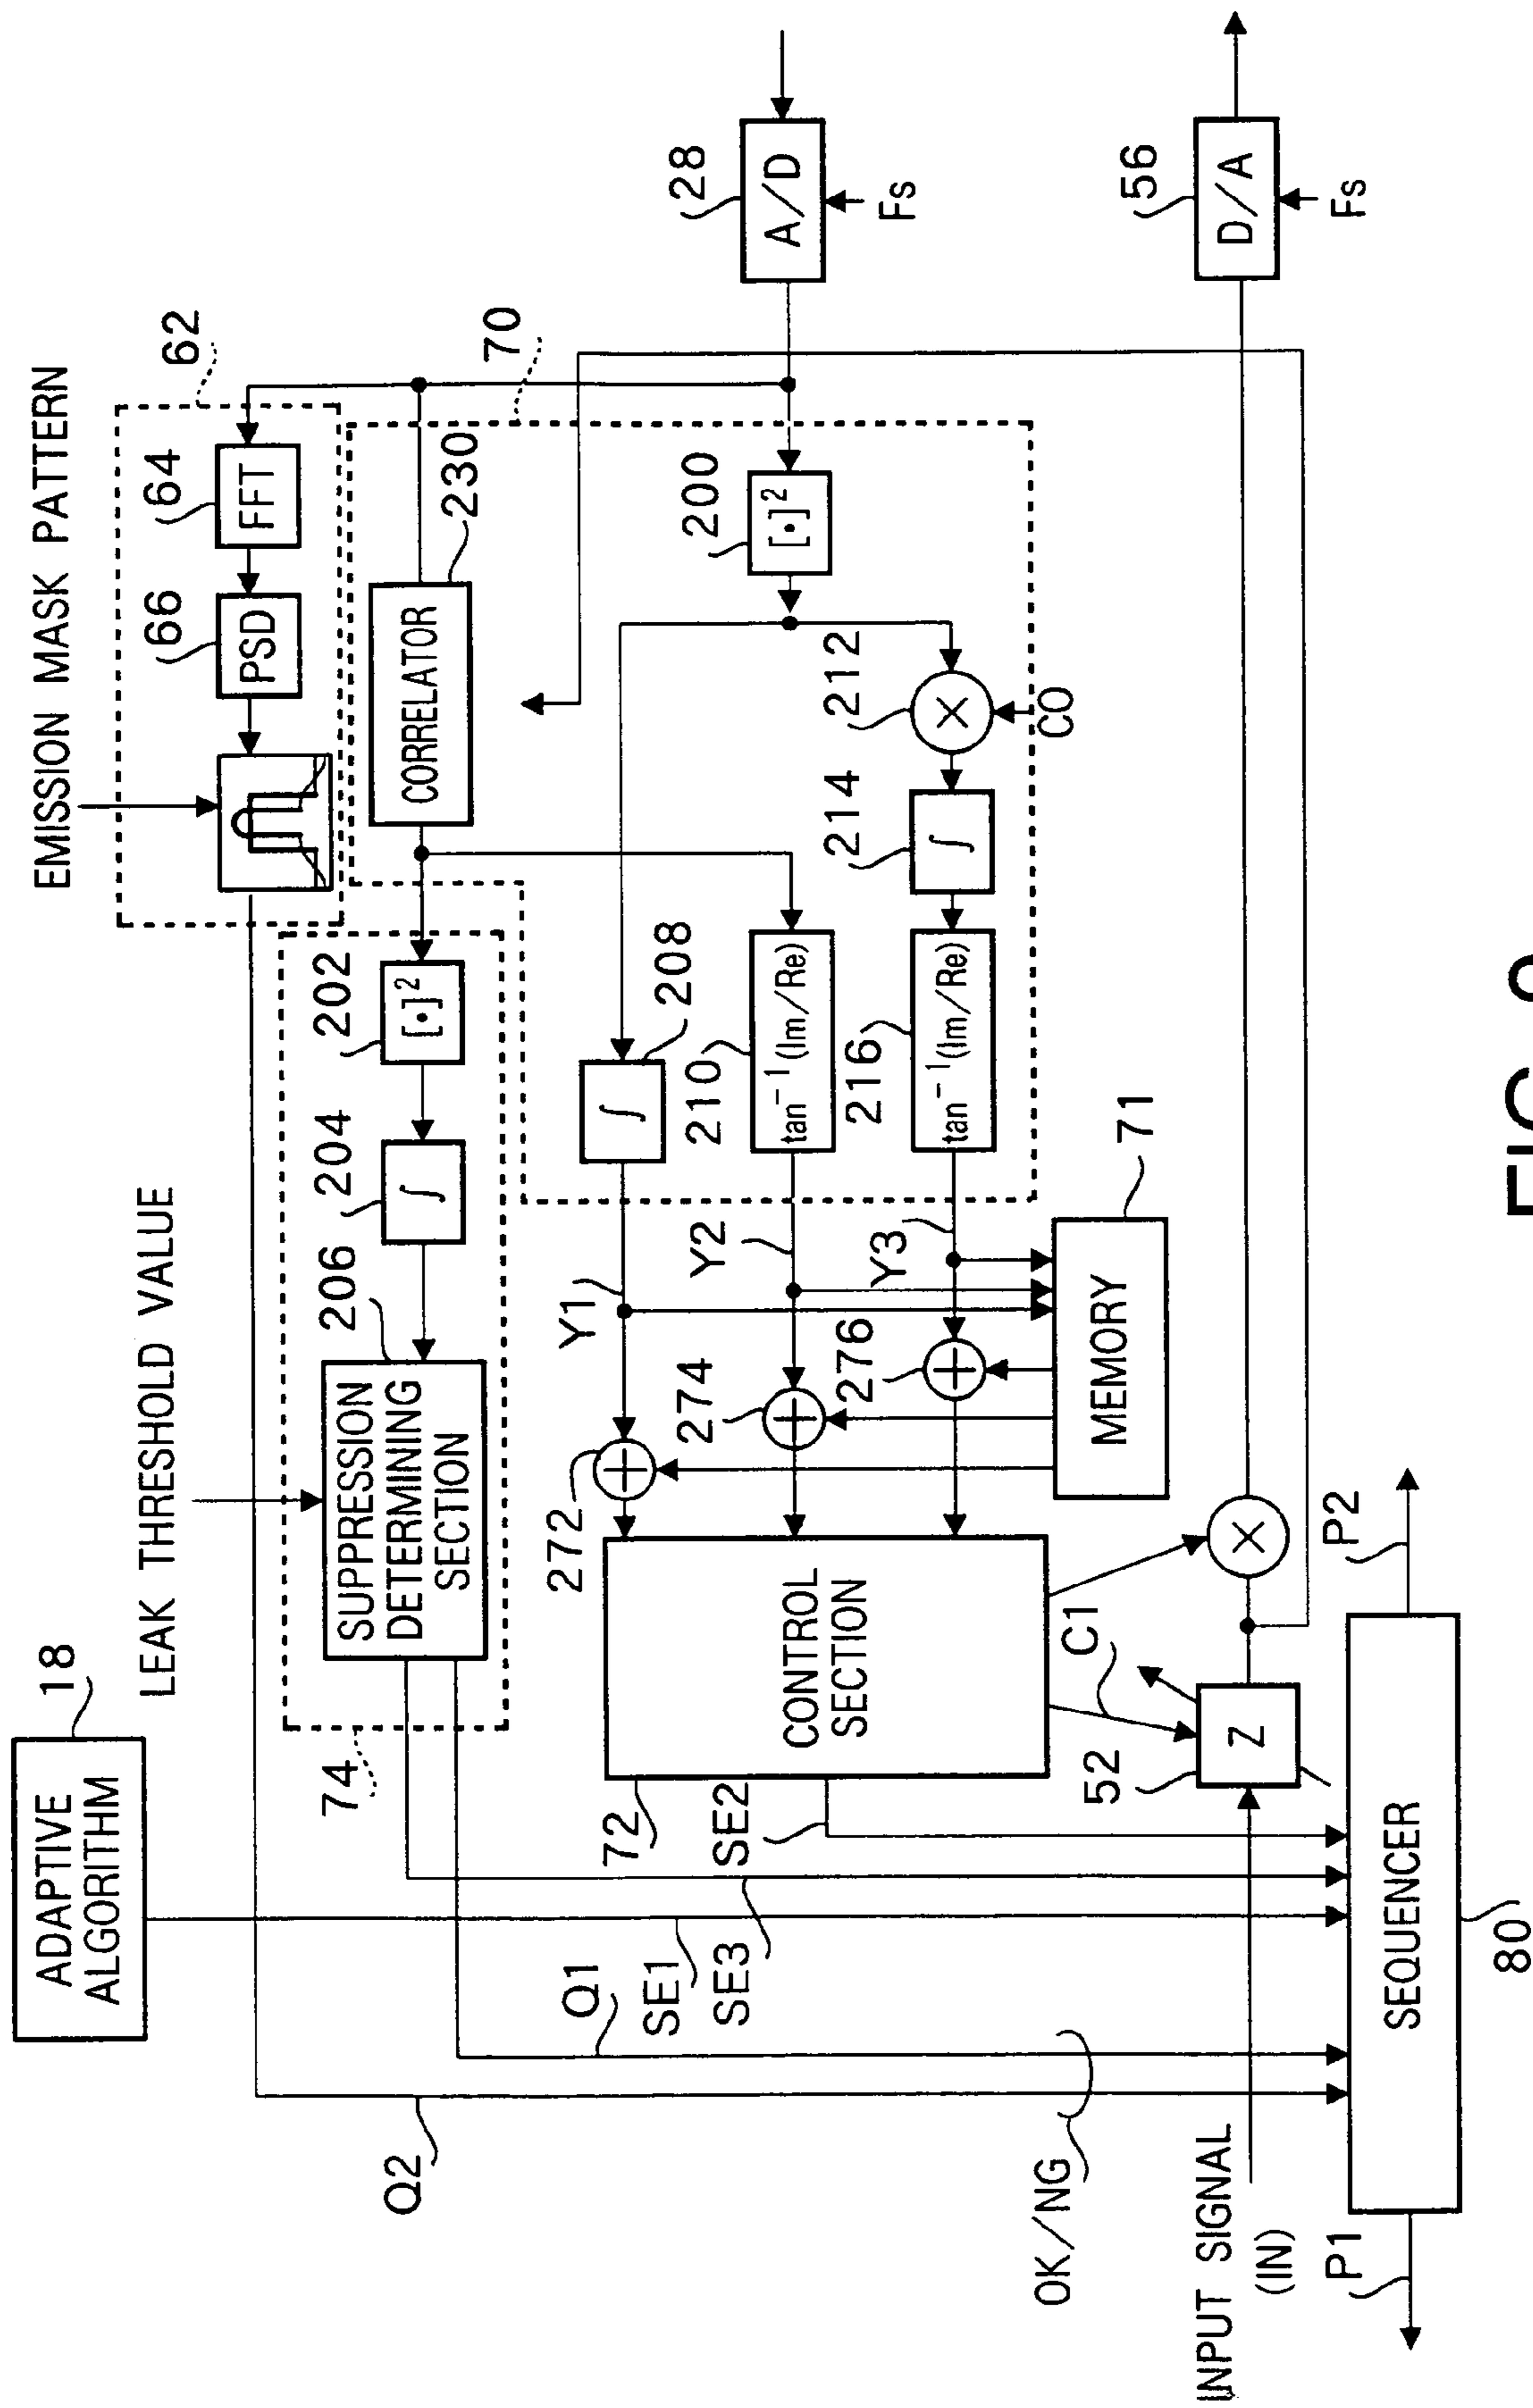 EMISSION MASK PATTERN
62
64
FFT
66
PSD
70
230
CORRELATOR
28
A/D
Fs
56
D/A
Fs
200
[•]²
212
×
CO
214
∫
LEAK THRESHOLD VALUE
202
[•]²
204
∫
206
SUPPRESSION
DETERMINING
SECTION
74
208
∫
210
tan⁻¹(Im/Re)
216
tan⁻¹(Im/Re)
Y1
Y2
Y3
71
MEMORY
272
+
274
+
276
+
18
ADAPTIVE
ALGORITHM
72
CONTROL
SECTION
C1
×
52
Z
SE2
SE1
SE3
Q1
Q2
OK/NG
INPUT SIGNAL
(IN)
SEQUENCER
80
P1
P2